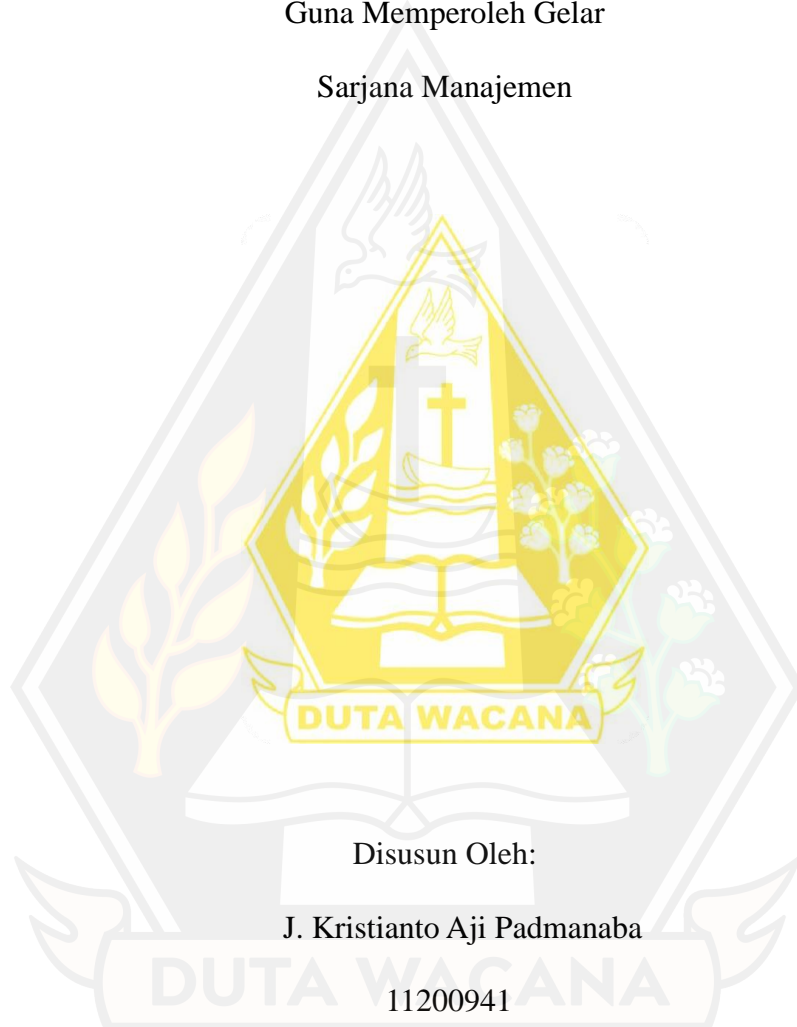 Guna Memperoleh Gelar
Sarjana Manajemen
DUTA WACANA
Disusun Oleh:
J. Kristianto Aji Padmanaba
11200941
DUTA WACANA